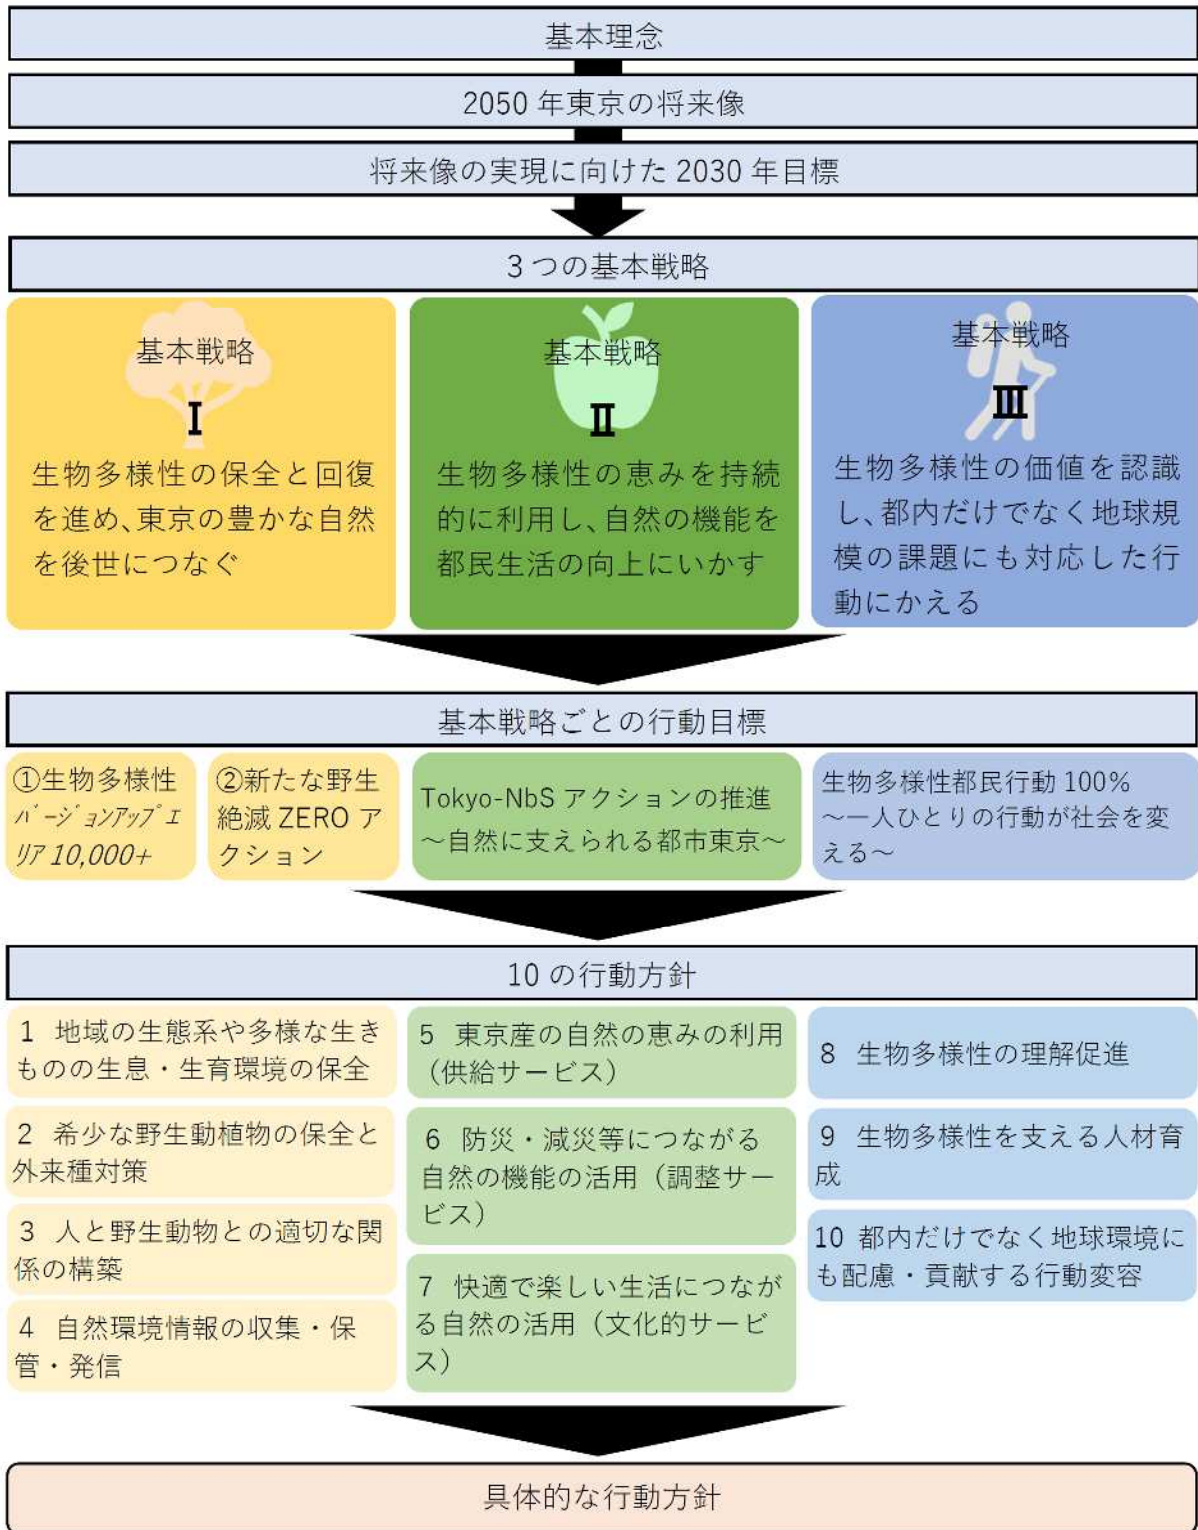 基本理念
2050 年東京の将来像
将来像の実現に向けた 2030 年目標
3 つの基本戦略
基本戦略
Ⅰ
生物多様性の保全と回復
を進め、東京の豊かな自然
を後世につなぐ
基本戦略
Ⅱ
生物多様性の恵みを持続
的に利用し、自然の機能を
都民生活の向上にいかす
基本戦略
Ⅲ
生物多様性の価値を認識
し、都内だけでなく地球規
模の課題にも対応した行
動にかえる
基本戦略ごとの行動目標
①生物多様性
バージョンアップエ
リア 10,000+
②新たな野生
絶滅 ZERO ア
クション
Tokyo-NbS アクションの推進
～自然に支えられる都市東京～
生物多様性都民行動 100%
～一人ひとりの行動が社会を変
える～
10 の行動方針
1 地域の生態系や多様な生き
ものの生息・生育環境の保全
2 希少な野生動植物の保全と
外来種対策
3 人と野生動物との適切な関
係の構築
4 自然環境情報の収集・保
管・発信
5 東京産の自然の恵みの利用
（供給サービス）
6 防災・減災等につながる
自然の機能の活用（調整サー
ビス）
7 快適で楽しい生活につなが
る自然の活用（文化的サービ
ス）
8 生物多様性の理解促進
9 生物多様性を支える人材育
成
10 都内だけでなく地球環境に
も配慮・貢献する行動変容
具体的な行動方針